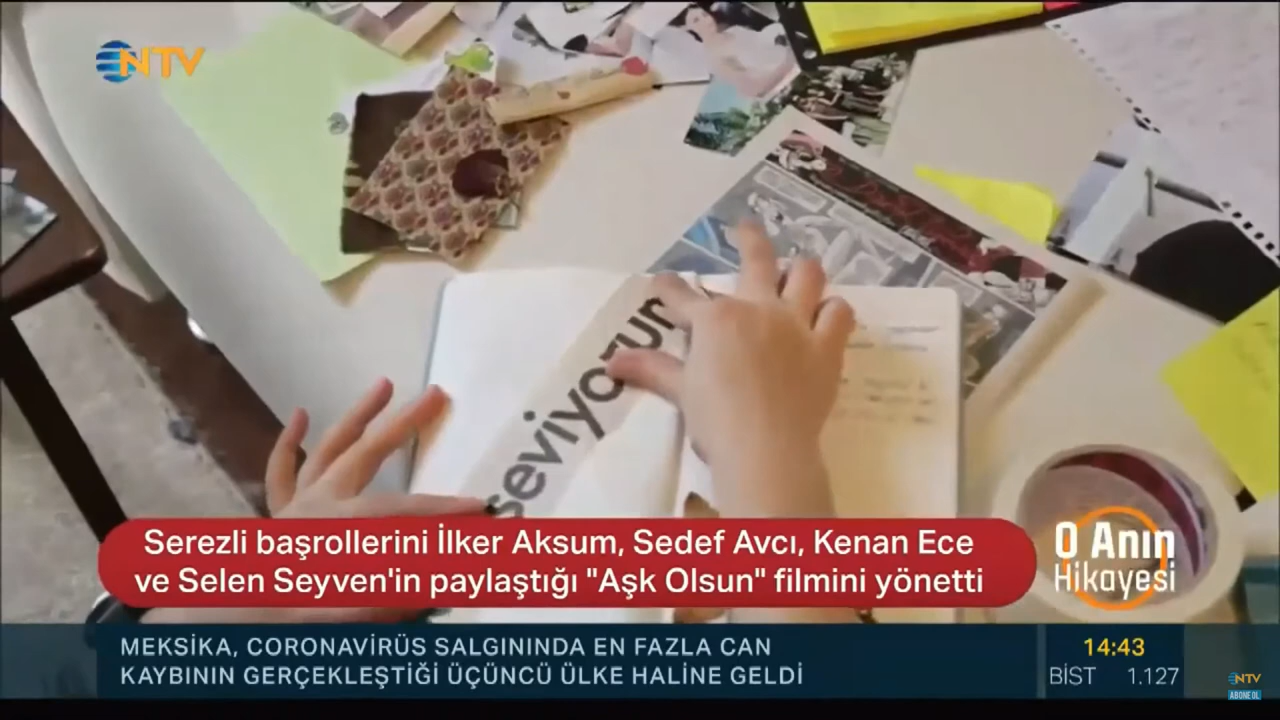 NTV
seviyorum
Serezli başrollerini İlker Aksum, Sedef Avcı, Kenan Ece
ve Selen Seyven'in paylaştığı "Aşk Olsun" filmini yönetti
O Anın
Hikayesi
MEKSİKA, CORONAVİRÜS SALGININDA EN FAZLA CAN
KAYBININ GERÇEKLEŞTİĞİ ÜÇÜNCÜ ÜLKE HALİNE GELDİ
14:43
BİST 1.127
NTV
ABONE OL